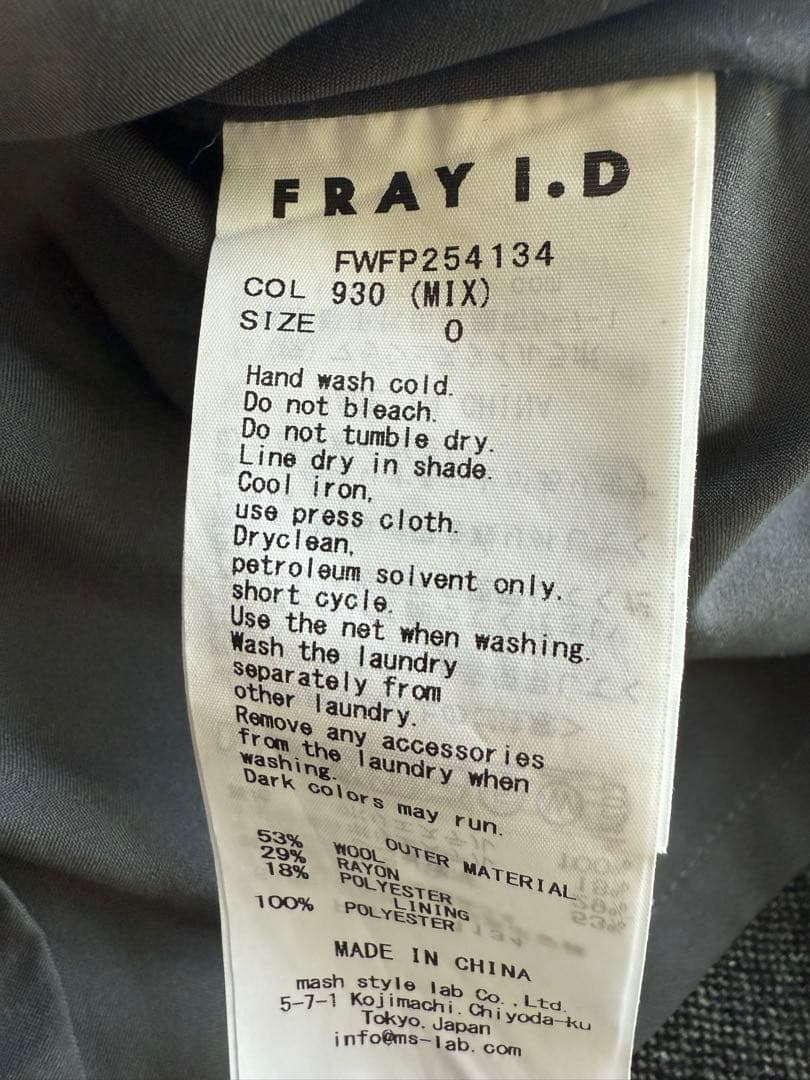 FRAY I.D
FWFP254134
COL 930 (MIX)
SIZE 0
Hand wash cold.
Do not bleach.
Do not tumble dry.
Line dry in shade.
Cool iron,
use press cloth.
Dryclean,
petroleum solvent only.
short cycle.
Use the net when washing.
Wash the laundry
separately from
other laundry.
Remove any accessories
from the laundry when
washing.
Dark colors may run.
OUTER MATERIAL
53% WOOL
29% RAYON
18% POLYESTER
LINING
100% POLYESTER
MADE IN CHINA
mash style lab Co., Ltd.
5-7-1 Kojimachi. Chiyoda-ku
Tokyo. Japan
info@ms-lab.com